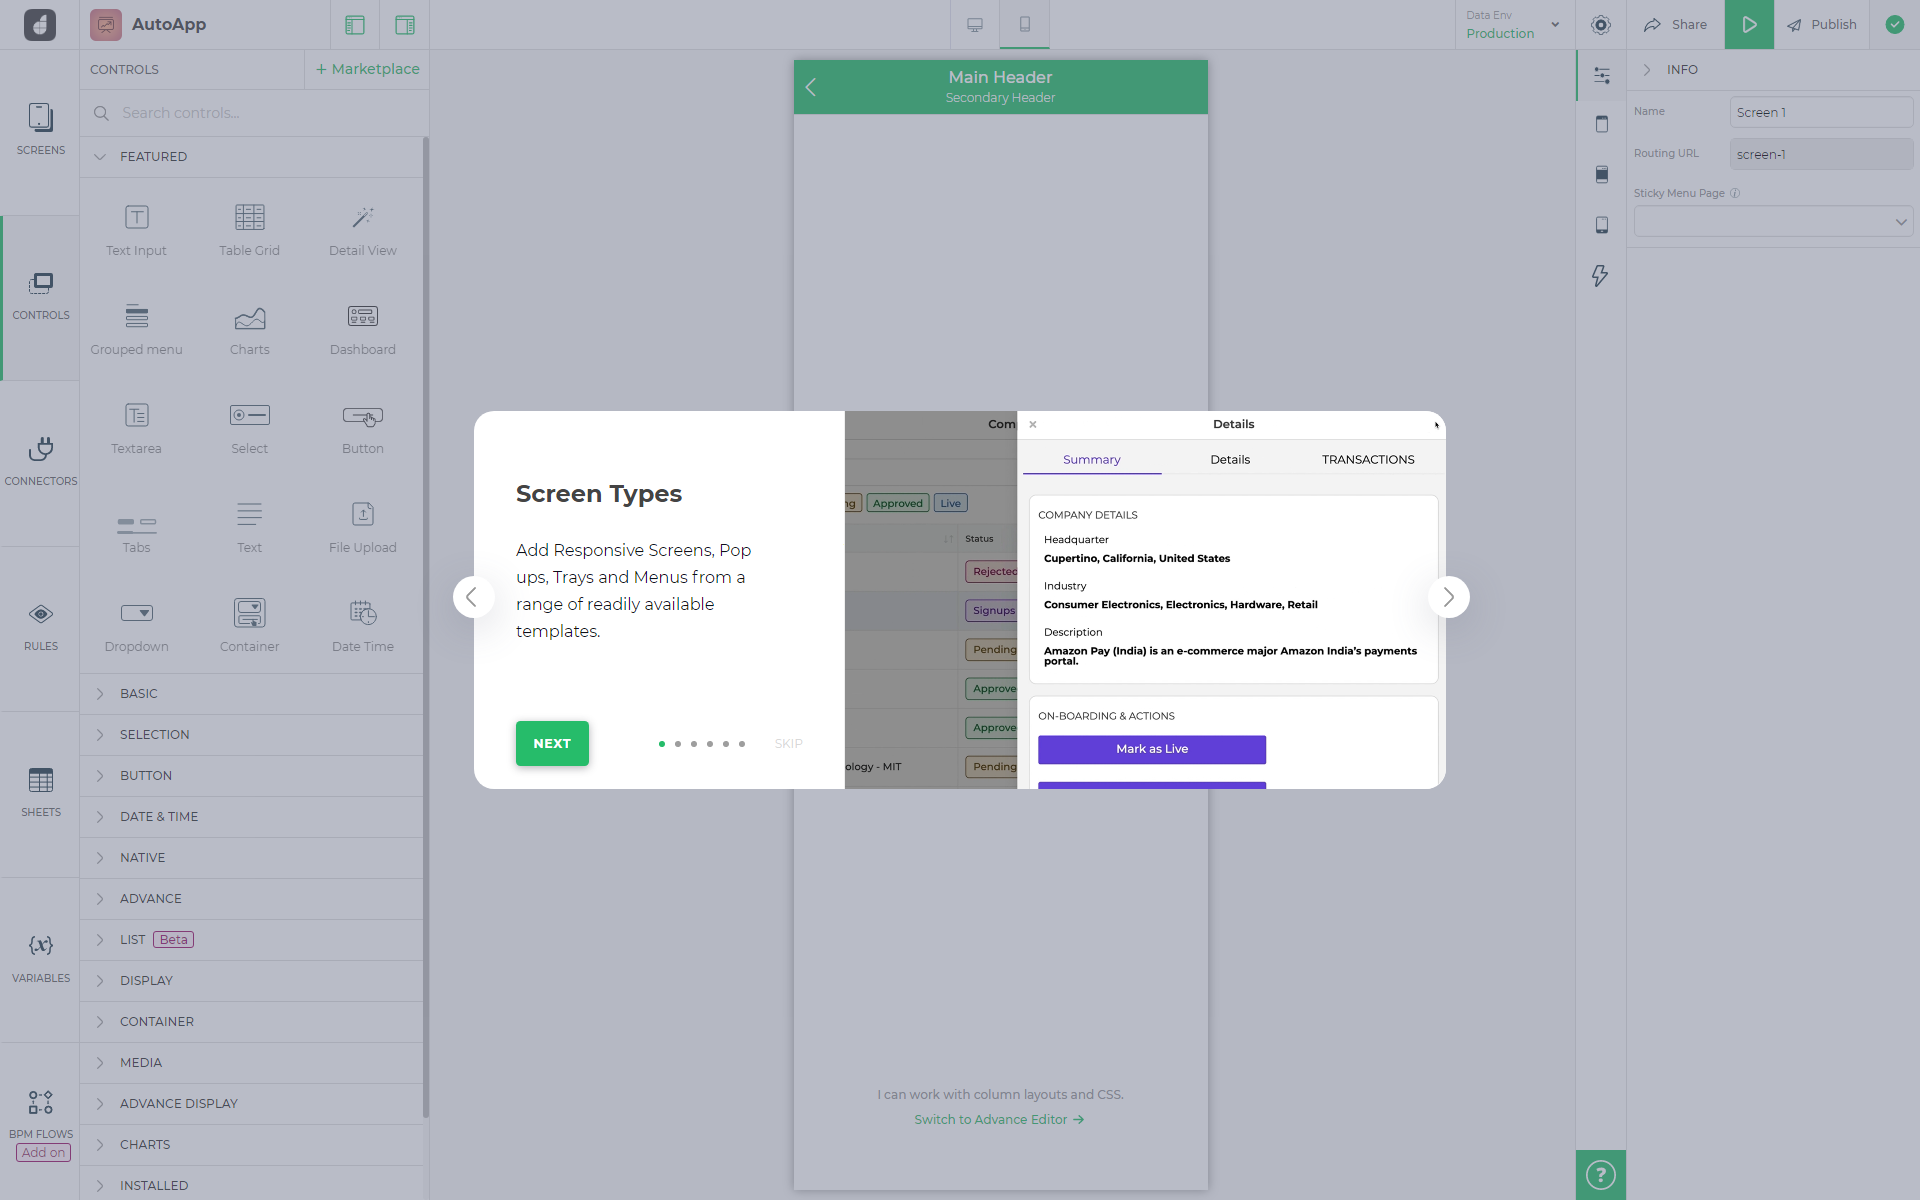 AutoApp
Data Env
Production
Share
Publish
CONTROLS
+ Marketplace
Search controls...
SCREENS
CONTROLS
CONNECTORS
RULES
SHEETS
VARIABLES
BPM FLOWS
Add on
FEATURED
Text Input
Table Grid
Detail View
Grouped menu
Charts
Dashboard
Textarea
Select
Button
Tabs
Text
File Upload
Dropdown
Container
Date Time
BASIC
SELECTION
BUTTON
DATE & TIME
NATIVE
ADVANCE
LIST Beta
DISPLAY
CONTAINER
MEDIA
ADVANCE DISPLAY
CHARTS
INSTALLED
Main Header
Secondary Header
Screen Types
Add Responsive Screens, Pop
ups, Trays and Menus from a
range of readily available
templates.
NEXT
SKIP
Com
ng
Approved
Live
Status
Rejected
Signups
Pending
Approve
Approve
ology - MIT
Pending
Details
Summary
Details
TRANSACTIONS
COMPANY DETAILS
Headquarter
Cupertino, California, United States
Industry
Consumer Electronics, Electronics, Hardware, Retail
Description
Amazon Pay (India) is an e-commerce major Amazon India's payments
portal.
ON-BOARDING & ACTIONS
Mark as Live
I can work with column layouts and CSS.
Switch to Advance Editor →
INFO
Name
Screen 1
Routing URL
screen-1
Sticky Menu Page
?